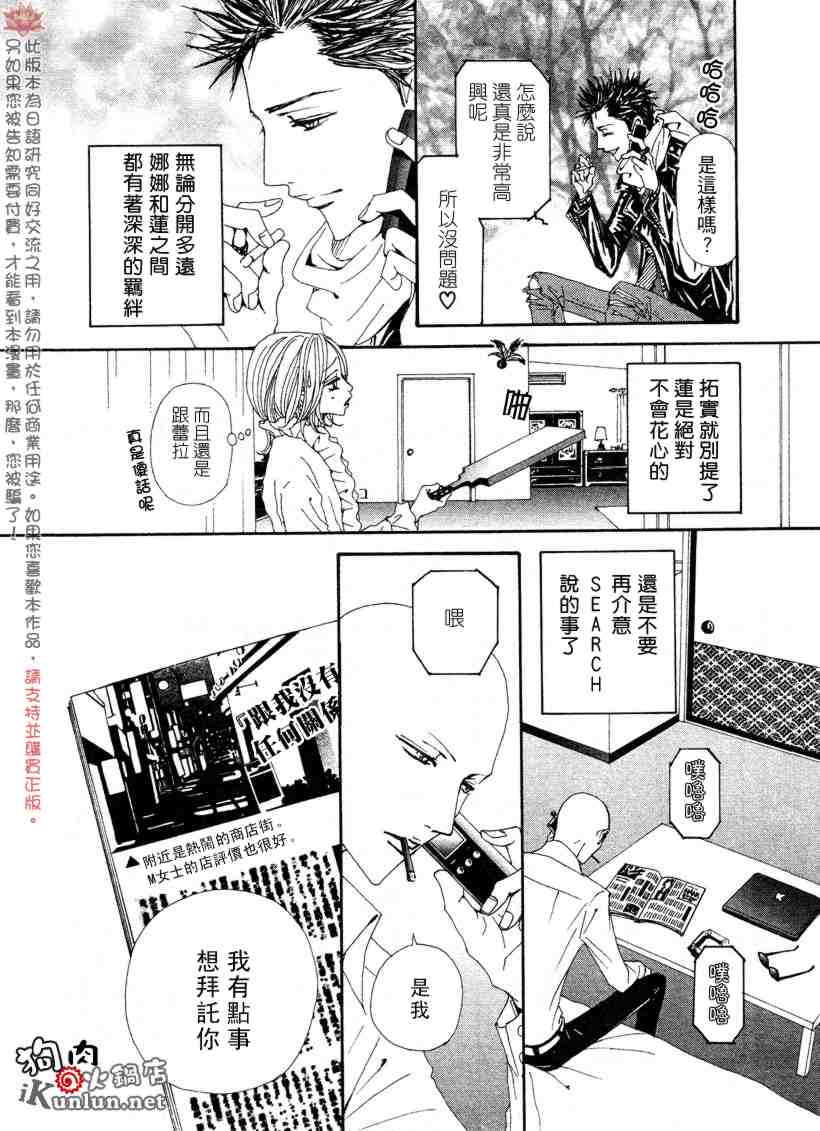 哈哈哈
是這樣嗎？
怎麼說
還真是非常高
興呢
所以沒問題♡
無論分開多遠
娜娜和蓮之間
都有著深深的羈絆
拓實就別提了
蓮是絕對
不會花心的
啪
而且還是
跟蕾拉
真是傻話呢
還是不要
再介意
SEARCH
說的事了
噗嚕嚕
噗嚕嚕
喂
是我
『跟我沒有
任何關係
▲附近是熱鬧的商店街。
M女士的店評價也很好。
我有點事
想拜託你
此版本為日語研究同好交流之用，請勿用於任何商業用途。如果您喜歡本作品，請支持並購買正版。
只如果您被告知需要付費，才能看到本漫畫，那麼，您被騙了！
狗肉
火鍋店
iKunlun.net